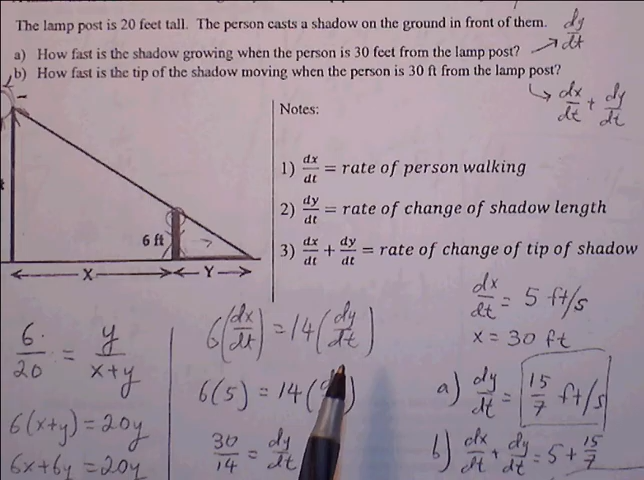 The lamp post is 20 feet tall. The person casts a shadow on the ground in front of them. dy/dt
a) How fast is the shadow growing when the person is 30 feet from the lamp post?
b) How fast is the tip of the shadow moving when the person is 30 ft from the lamp post?
dx/dt + dy/dt
Notes:
1) dx/dt = rate of person walking
2) dy/dt = rate of change of shadow length
3) dx/dt + dy/dt = rate of change of tip of shadow
6 ft
X
Y
6/20 = y/x+y
6(x+y) = 20y
6x+6y = 20y
6(dx/dt) = 14(dy/dt)
6(5) = 14( )
30/14 = dy/dt
dx/dt = 5 ft/s
x = 30 ft
a) dy/dt = 15/7 ft/s
b) dx/dt + dy/dt = 5 + 15/7